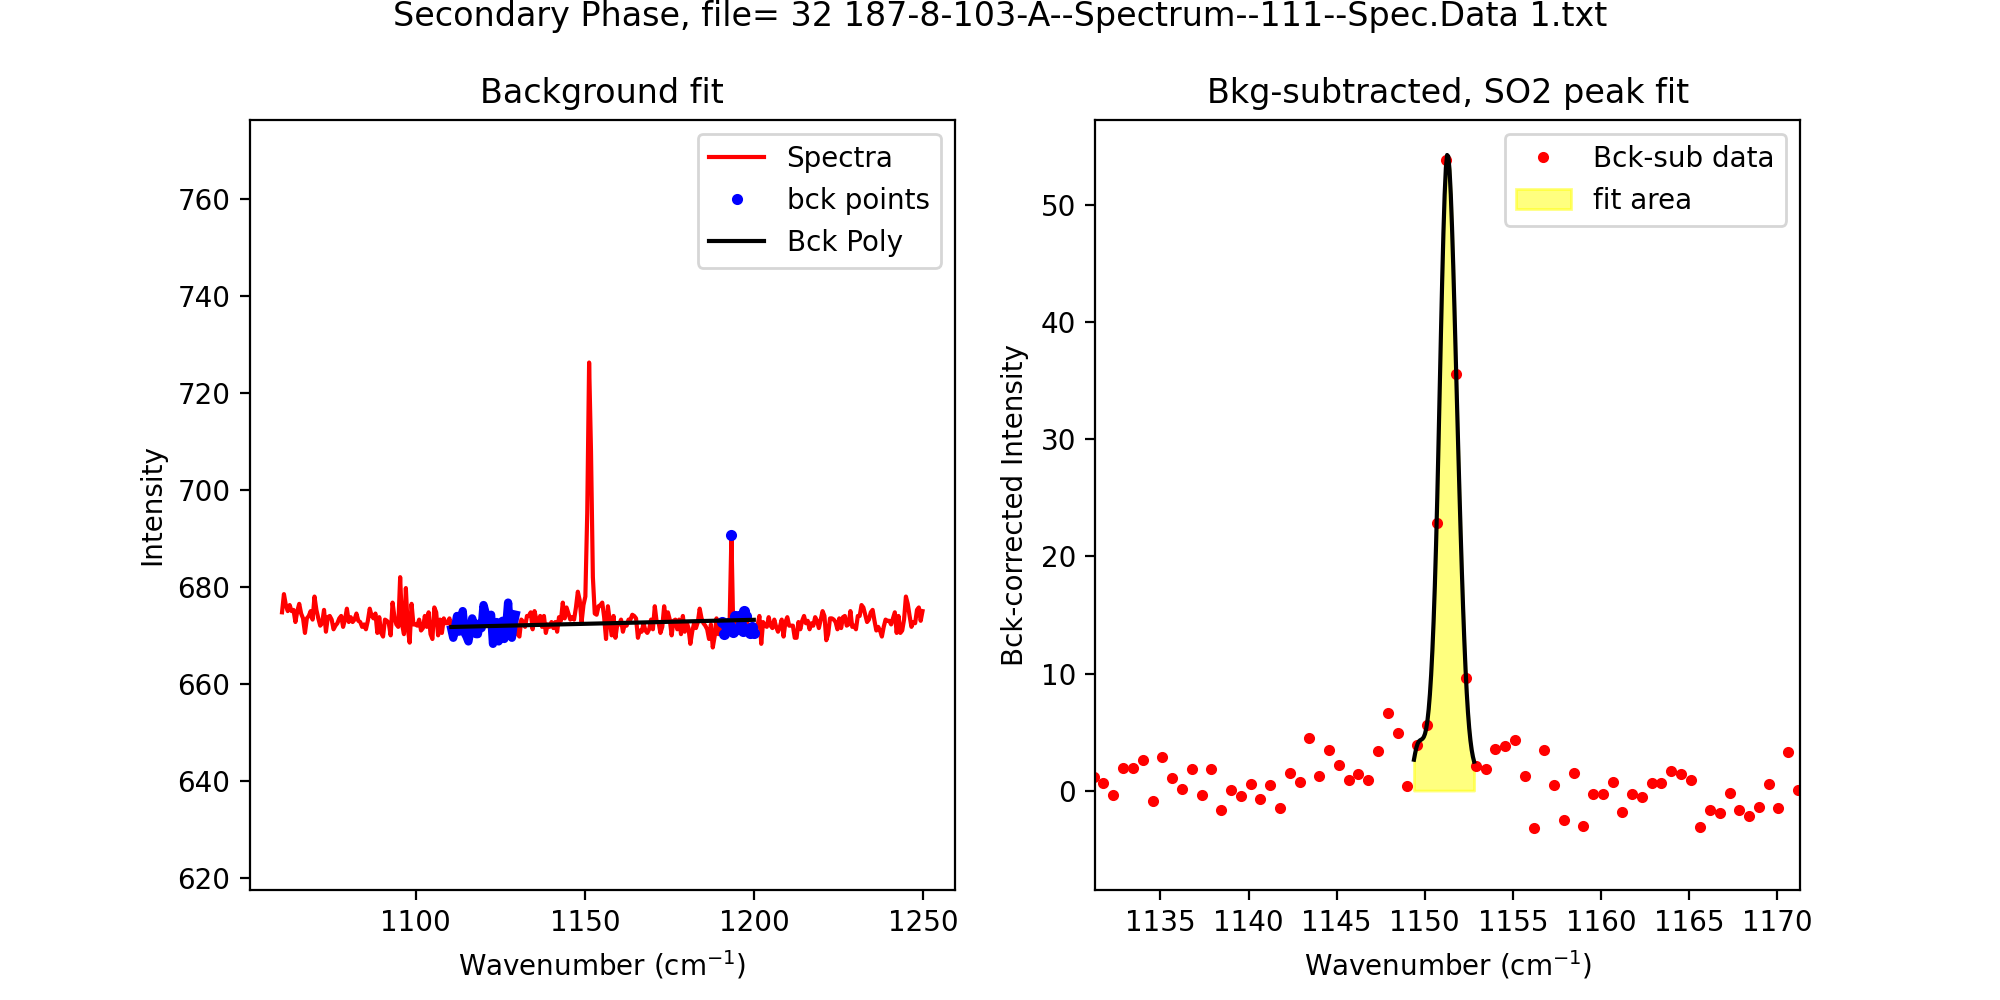 Secondary Phase, file= 32 187-8-103-A--Spectrum--111--Spec.Data 1.txt
Background fit
Spectra
bck points
Bck Poly
760
740
720
700
680
660
640
620
Intensity
1100 1150 1200 1250
Wavenumber (cm⁻¹)
Bkg-subtracted, SO2 peak fit
Bck-sub data
fit area
50
40
30
20
10
0
Bck-corrected Intensity
1135 1140 1145 1150 1155 1160 1165 1170
Wavenumber (cm⁻¹)